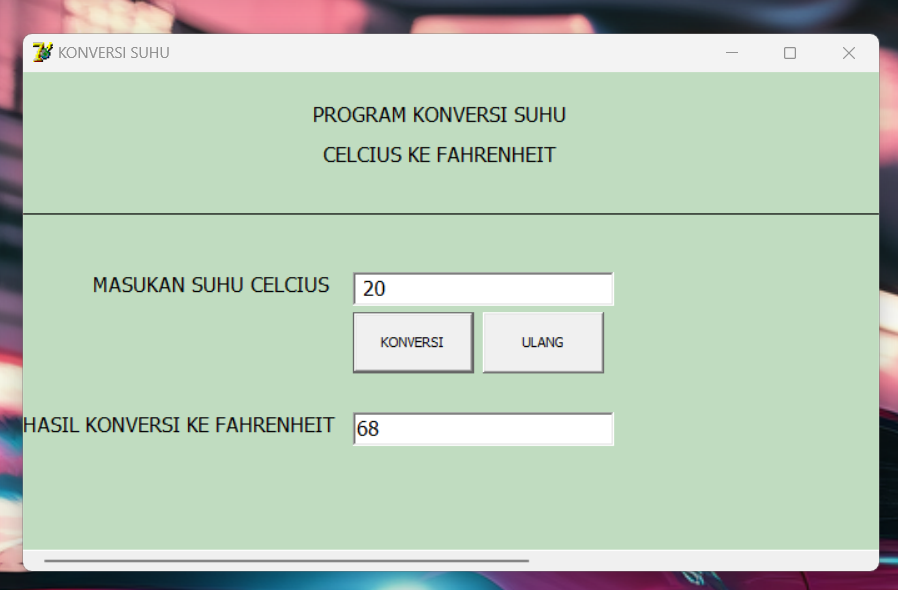 KONVERSI SUHU
PROGRAM KONVERSI SUHU
CELCIUS KE FAHRENHEIT
MASUKAN SUHU CELCIUS 20
KONVERSI ULANG
HASIL KONVERSI KE FAHRENHEIT 68